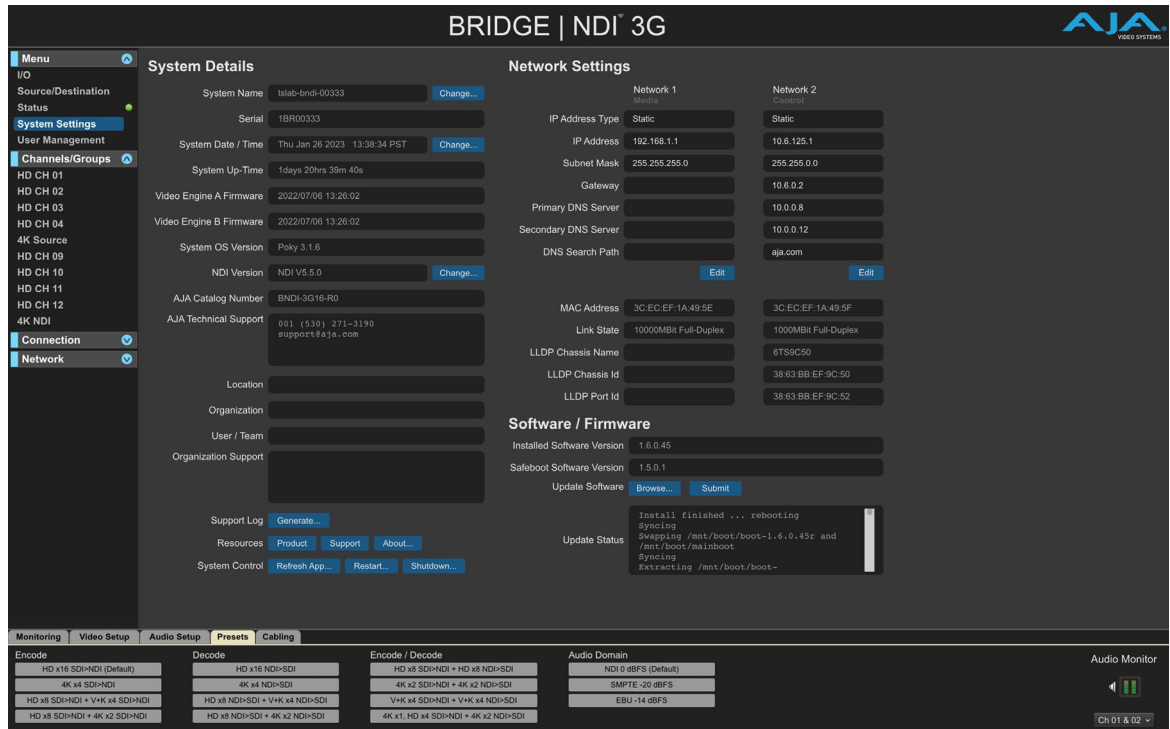 BRIDGE | NDI® 3G
AJA®
VIDEO SYSTEMS
Menu
I/O
Source/Destination
Status
System Settings
User Management
Channels/Groups
HD CH 01
HD CH 02
HD CH 03
HD CH 04
4K Source
HD CH 09
HD CH 10
HD CH 11
HD CH 12
4K NDI
Connection
Network
System Details
System Name tslab-bndi-00333 Change...
Serial 1BR00333
System Date / Time Thu Jan 26 2023 13:38:34 PST Change...
System Up-Time 1days 20hrs 39m 40s
Video Engine A Firmware 2022/07/06 13:26:02
Video Engine B Firmware 2022/07/06 13:26:02
System OS Version Poky 3.1.6
NDI Version NDI V5.5.0 Change...
AJA Catalog Number BNDI-3G16-R0
AJA Technical Support 001 (530) 271-3190
support@aja.com
Location
Organization
User / Team
Organization Support
Support Log Generate...
Resources Product Support About...
System Control Refresh App... Restart... Shutdown...
Network Settings
Network 1 Network 2
Media Control
IP Address Type Static Static
IP Address 192.168.1.1 10.6.125.1
Subnet Mask 255.255.255.0 255.255.0.0
Gateway 10.6.0.2
Primary DNS Server 10.0.0.8
Secondary DNS Server 10.0.0.12
DNS Search Path aja.com
Edit Edit
MAC Address 3C:EC:EF:1A:49:5E 3C:EC:EF:1A:49:5F
Link State 10000MBit Full-Duplex 1000MBit Full-Duplex
LLDP Chassis Name 6TS9C50
LLDP Chassis Id 38:63:BB:EF:9C:50
LLDP Port Id 38:63:BB:EF:9C:52
Software / Firmware
Installed Software Version 1.6.0.45
Safeboot Software Version 1.5.0.1
Update Software Browse... Submit
Update Status
Install finished ... rebooting
Syncing
Swapping /mnt/boot/boot-1.6.0.45r and
/mnt/boot/mainboot
Syncing
Extracting /mnt/boot/boot-
Monitoring Video Setup Audio Setup Presets Cabling
Encode Decode Encode / Decode Audio Domain
HD x16 SDI>NDI (Default) HD x16 NDI>SDI HD x8 SDI>NDI + HD x8 NDI>SDI NDI 0 dBFS (Default)
4K x4 SDI>NDI 4K x4 NDI>SDI 4K x2 SDI>NDI + 4K x2 NDI>SDI SMPTE -20 dBFS
HD x8 SDI>NDI + V+K x4 SDI>NDI HD x8 NDI>SDI + V+K x4 NDI>SDI V+K x4 SDI>NDI + V+K x4 NDI>SDI EBU -14 dBFS
HD x8 SDI>NDI + 4K x2 SDI>NDI HD x8 NDI>SDI + 4K x2 NDI>SDI 4K x1, HD x4 SDI>NDI + 4K x2 NDI>SDI
Audio Monitor
Ch 01 & 02